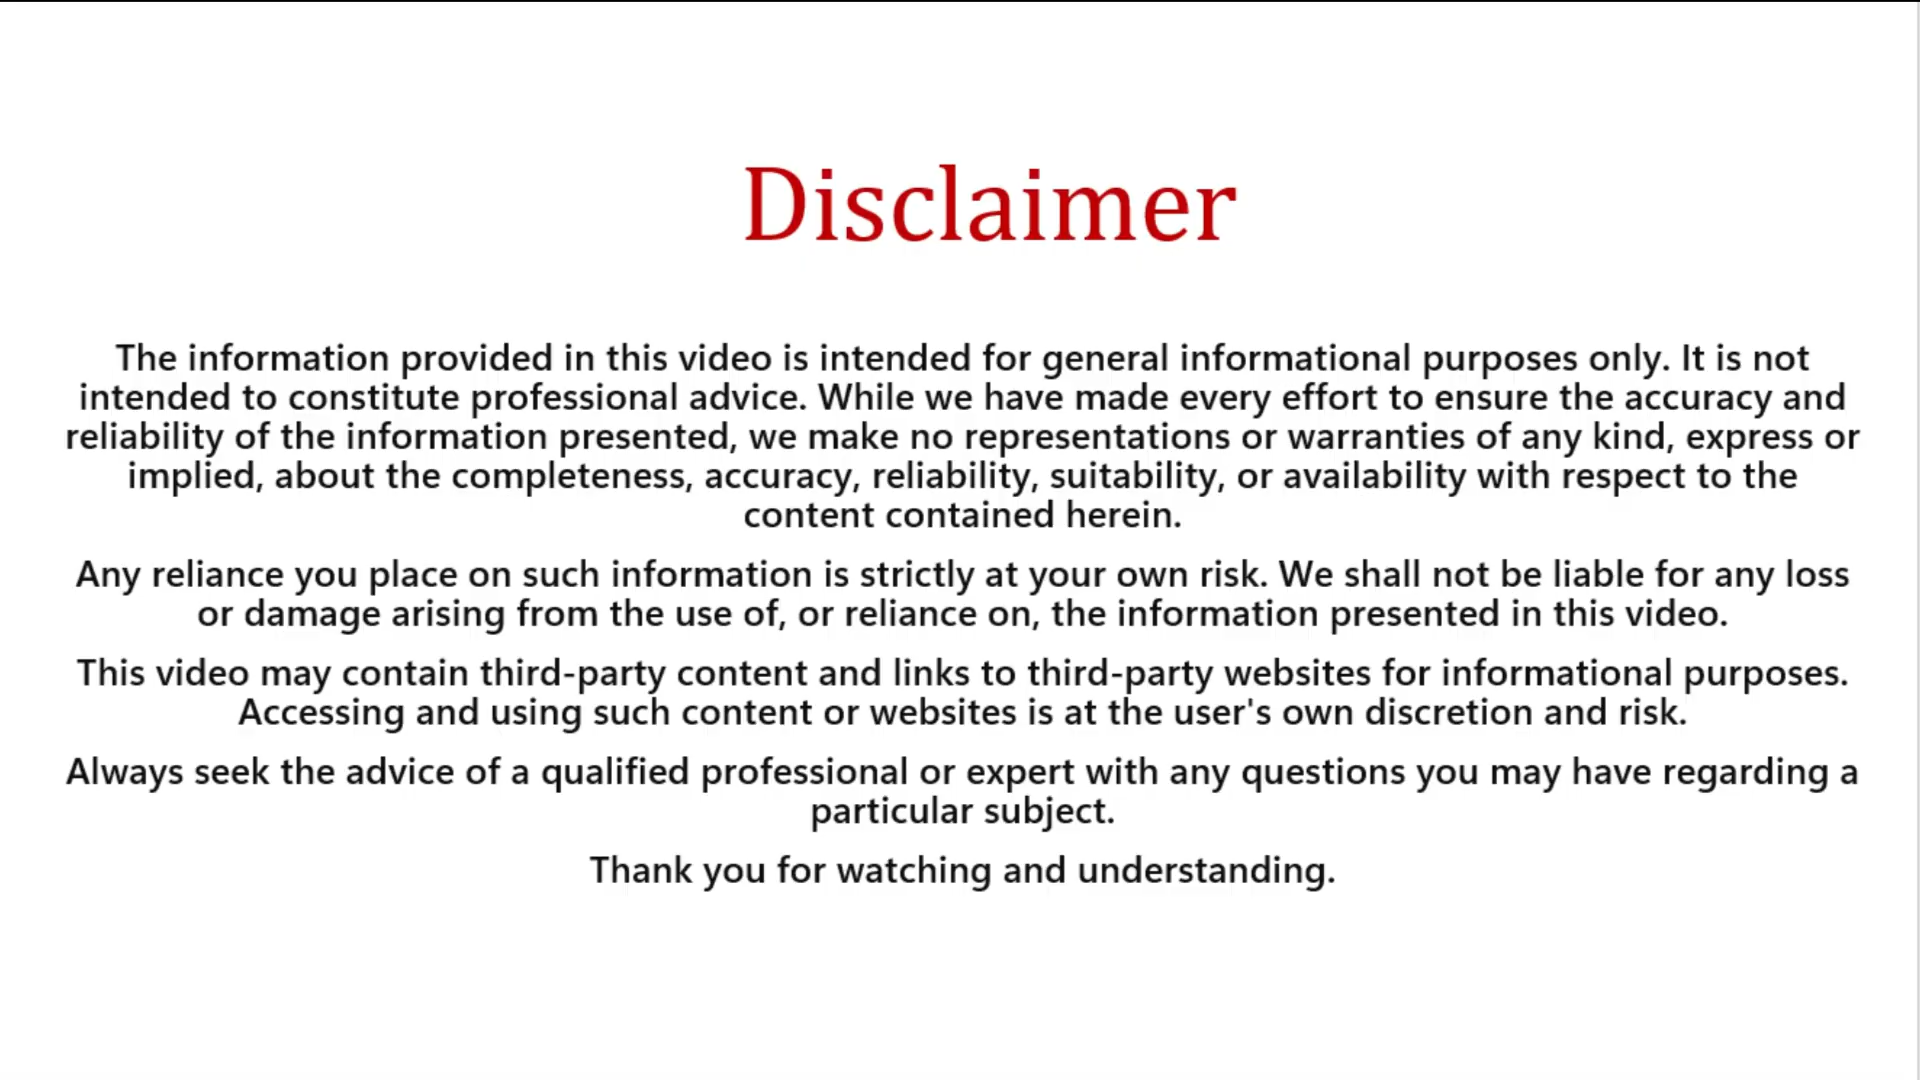 Disclaimer
The information provided in this video is intended for general informational purposes only. It is not
intended to constitute professional advice. While we have made every effort to ensure the accuracy and
reliability of the information presented, we make no representations or warranties of any kind, express or
implied, about the completeness, accuracy, reliability, suitability, or availability with respect to the
content contained herein.
Any reliance you place on such information is strictly at your own risk. We shall not be liable for any loss
or damage arising from the use of, or reliance on, the information presented in this video.
This video may contain third-party content and links to third-party websites for informational purposes.
Accessing and using such content or websites is at the user's own discretion and risk.
Always seek the advice of a qualified professional or expert with any questions you may have regarding a
particular subject.
Thank you for watching and understanding.